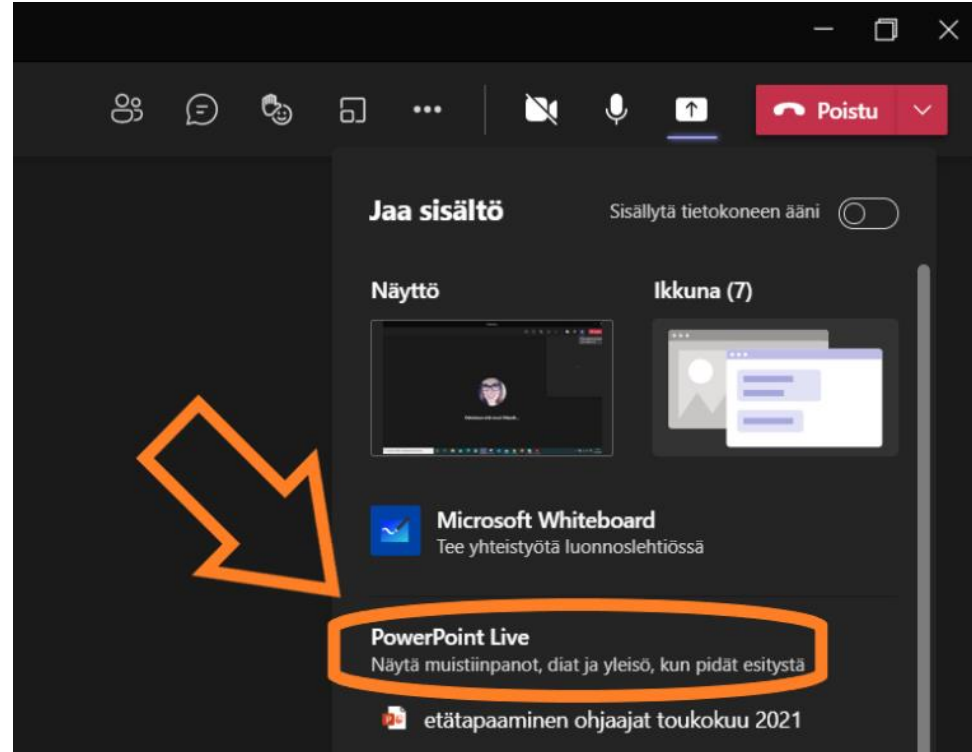 Poistu
Jaa sisältö
Sisällytä tietokoneen ääni
Näyttö
Ikkuna (7)
Microsoft Whiteboard
Tee yhteistyötä luonnoslehtiössä
PowerPoint Live
Näytä muistiinpanot, diat ja yleisö, kun pidät esitystä
etätapaaminen ohjaajat toukokuu 2021